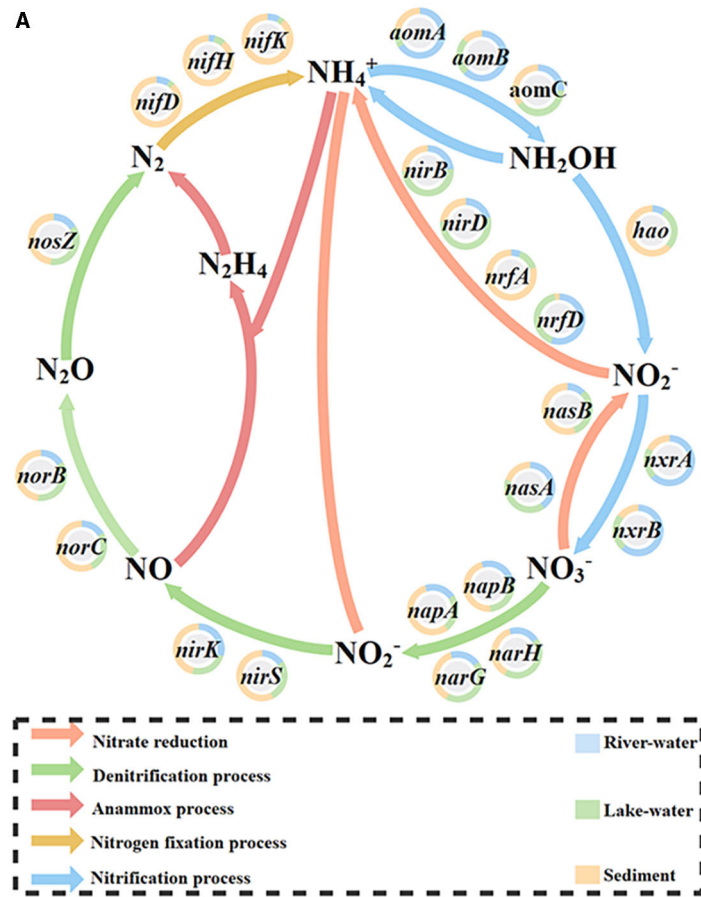 A
nifK
nifH
nifD
NH₄⁺
aomA
aomB
aomC
N₂
NH₂OH
nirB
nirD
nrfA
nrfD
hao
nosZ
N₂H₄
N₂O
NO₂⁻
nasB
nasA
nxrA
nxrB
norB
norC
NO
NO₃⁻
napB
napA
narH
narG
NO₂⁻
nirK
nirS
Nitrate reduction
Denitrification process
Anammox process
Nitrogen fixation process
Nitrification process
River-water
Lake-water
Sediment